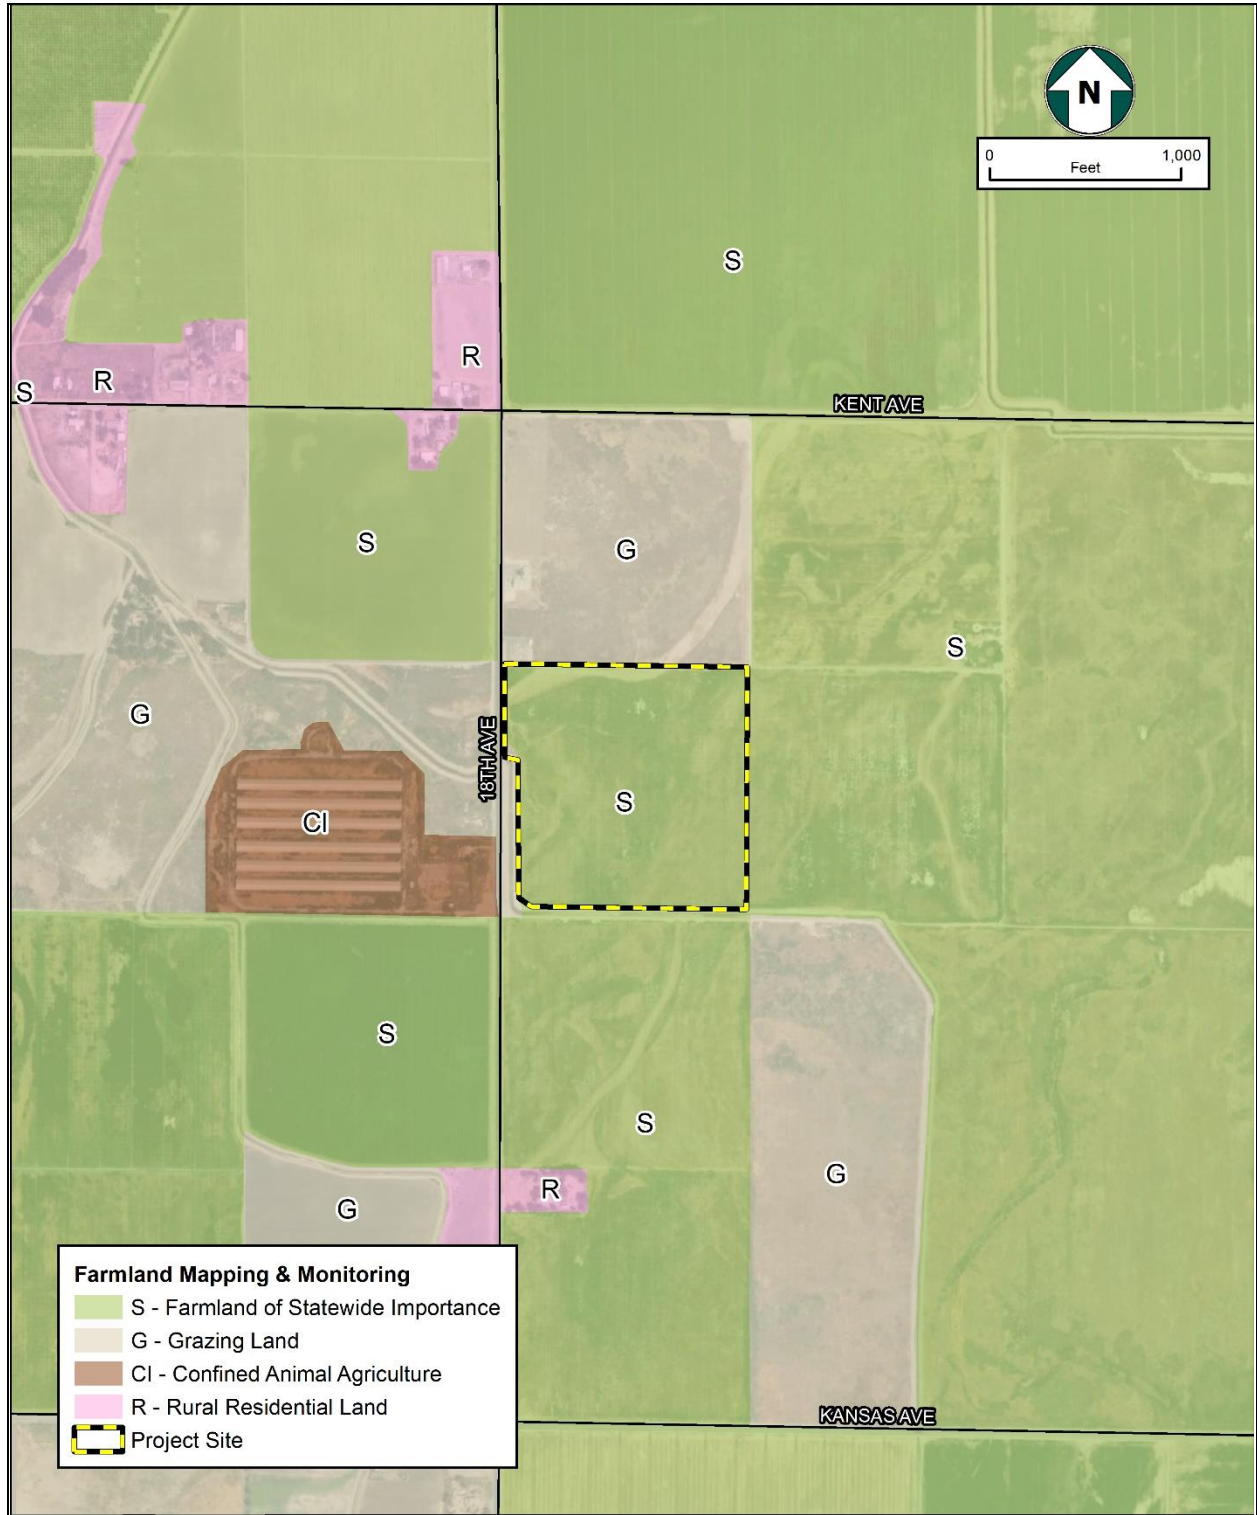 N
0 1,000
Feet
S
R
R
S
KENT AVE
S
G
S
G
18TH AVE
S
CI
S
S
G
R
G
Farmland Mapping & Monitoring
S - Farmland of Statewide Importance
G - Grazing Land
CI - Confined Animal Agriculture
R - Rural Residential Land
Project Site
KANSAS AVE